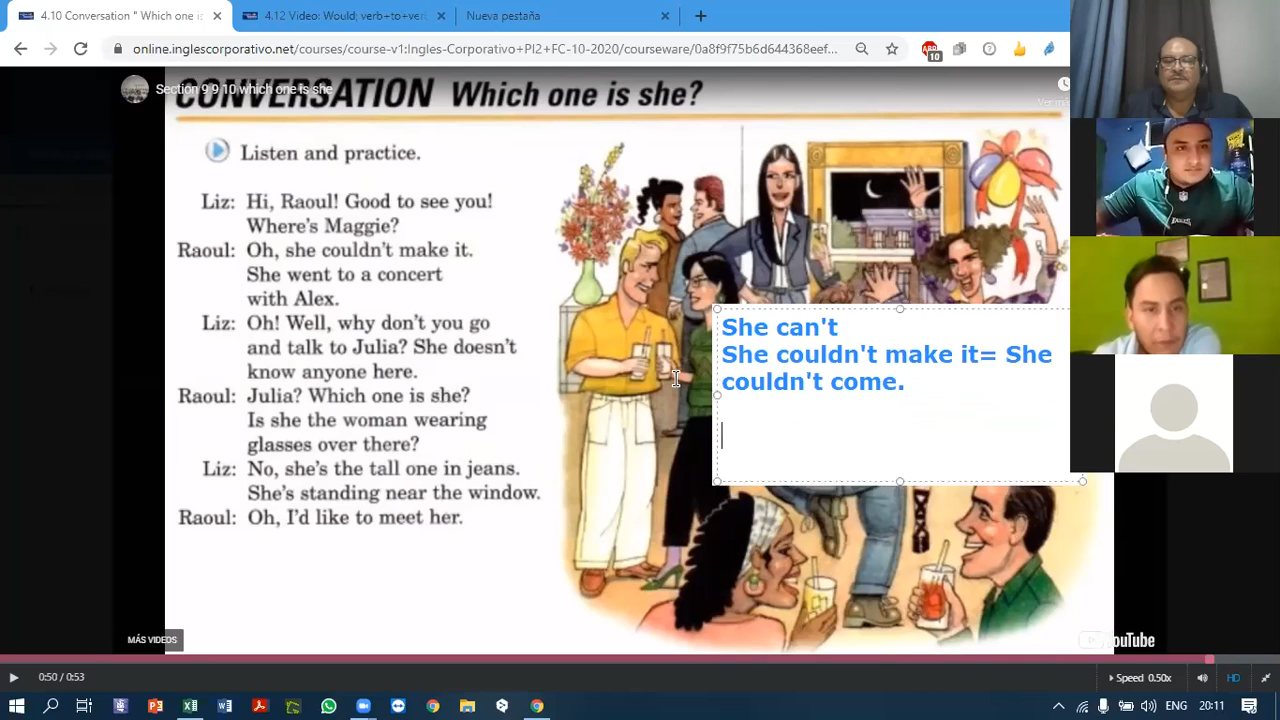 4.10 Conversation " Which one is
4.12 Video: Would; verb+to+ver
Nueva pestaña
online.inglescorporativo.net/courses/course-v1:Ingles-Corporativo+PI2+FC-10-2020/courseware/0a8f9f75b6d644368eef...
10
Section 9 9 10 which one is she
CONVERSATION Which one is she?
Listen and practice.
Liz: Hi, Raoul! Good to see you!
Where's Maggie?
Raoul: Oh, she couldn't make it.
She went to a concert
with Alex.
Liz: Oh! Well, why don't you go
and talk to Julia? She doesn't
know anyone here.
Raoul: Julia? Which one is she?
Is she the woman wearing
glasses over there?
Liz: No, she's the tall one in jeans.
She's standing near the window.
Raoul: Oh, I'd like to meet her.
She can't
She couldn't make it= She
couldn't come.
EAGLES
MÁS VIDEOS
YouTube
0:50 / 0:53
Speed 0.50x
HD
ENG
20:11